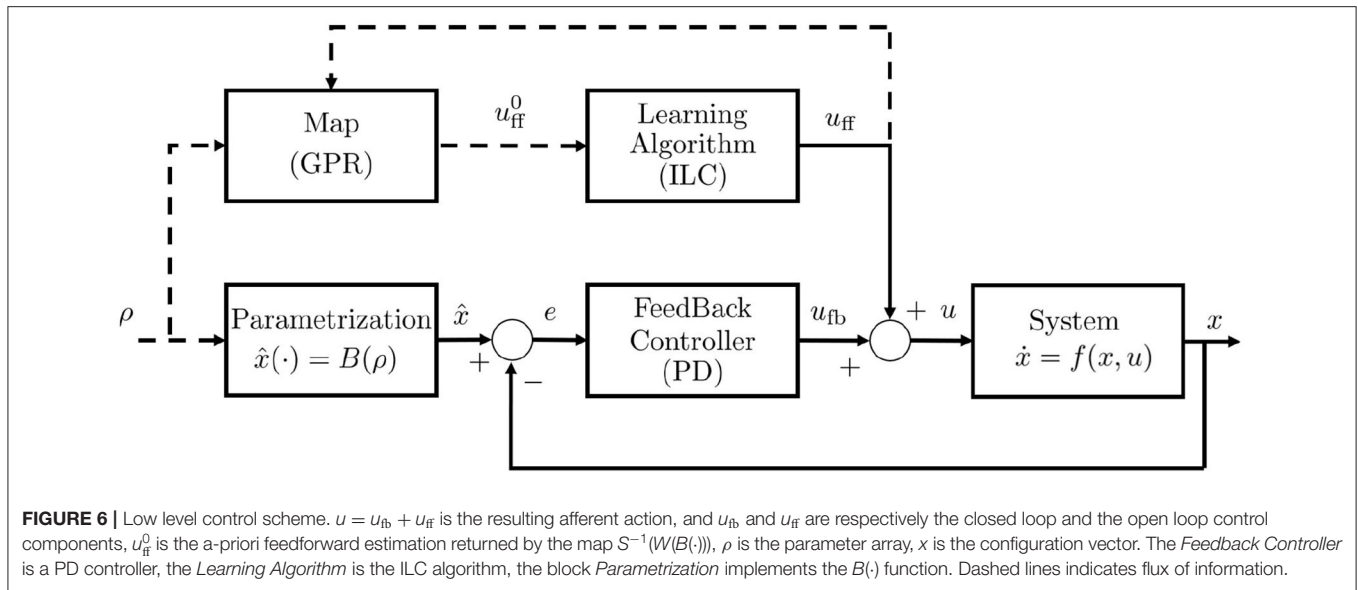 Map
(GPR)
u⁰_ff
Learning
Algorithm
(ILC)
u_ff
ρ
Parametrization
x̂(·) = B(ρ)
x̂
+
−
e
FeedBack
Controller
(PD)
u_fb
+
+
u
System
ẋ = f(x, u)
x
FIGURE 6 | Low level control scheme. u = u_fb + u_ff is the resulting afferent action, and u_fb and u_ff are respectively the closed loop and the open loop control
components, u⁰_ff is the a-priori feedforward estimation returned by the map S⁻¹(W(B(·))), ρ is the parameter array, x is the configuration vector. The Feedback Controller
is a PD controller, the Learning Algorithm is the ILC algorithm, the block Parametrization implements the B(·) function. Dashed lines indicates flux of information.